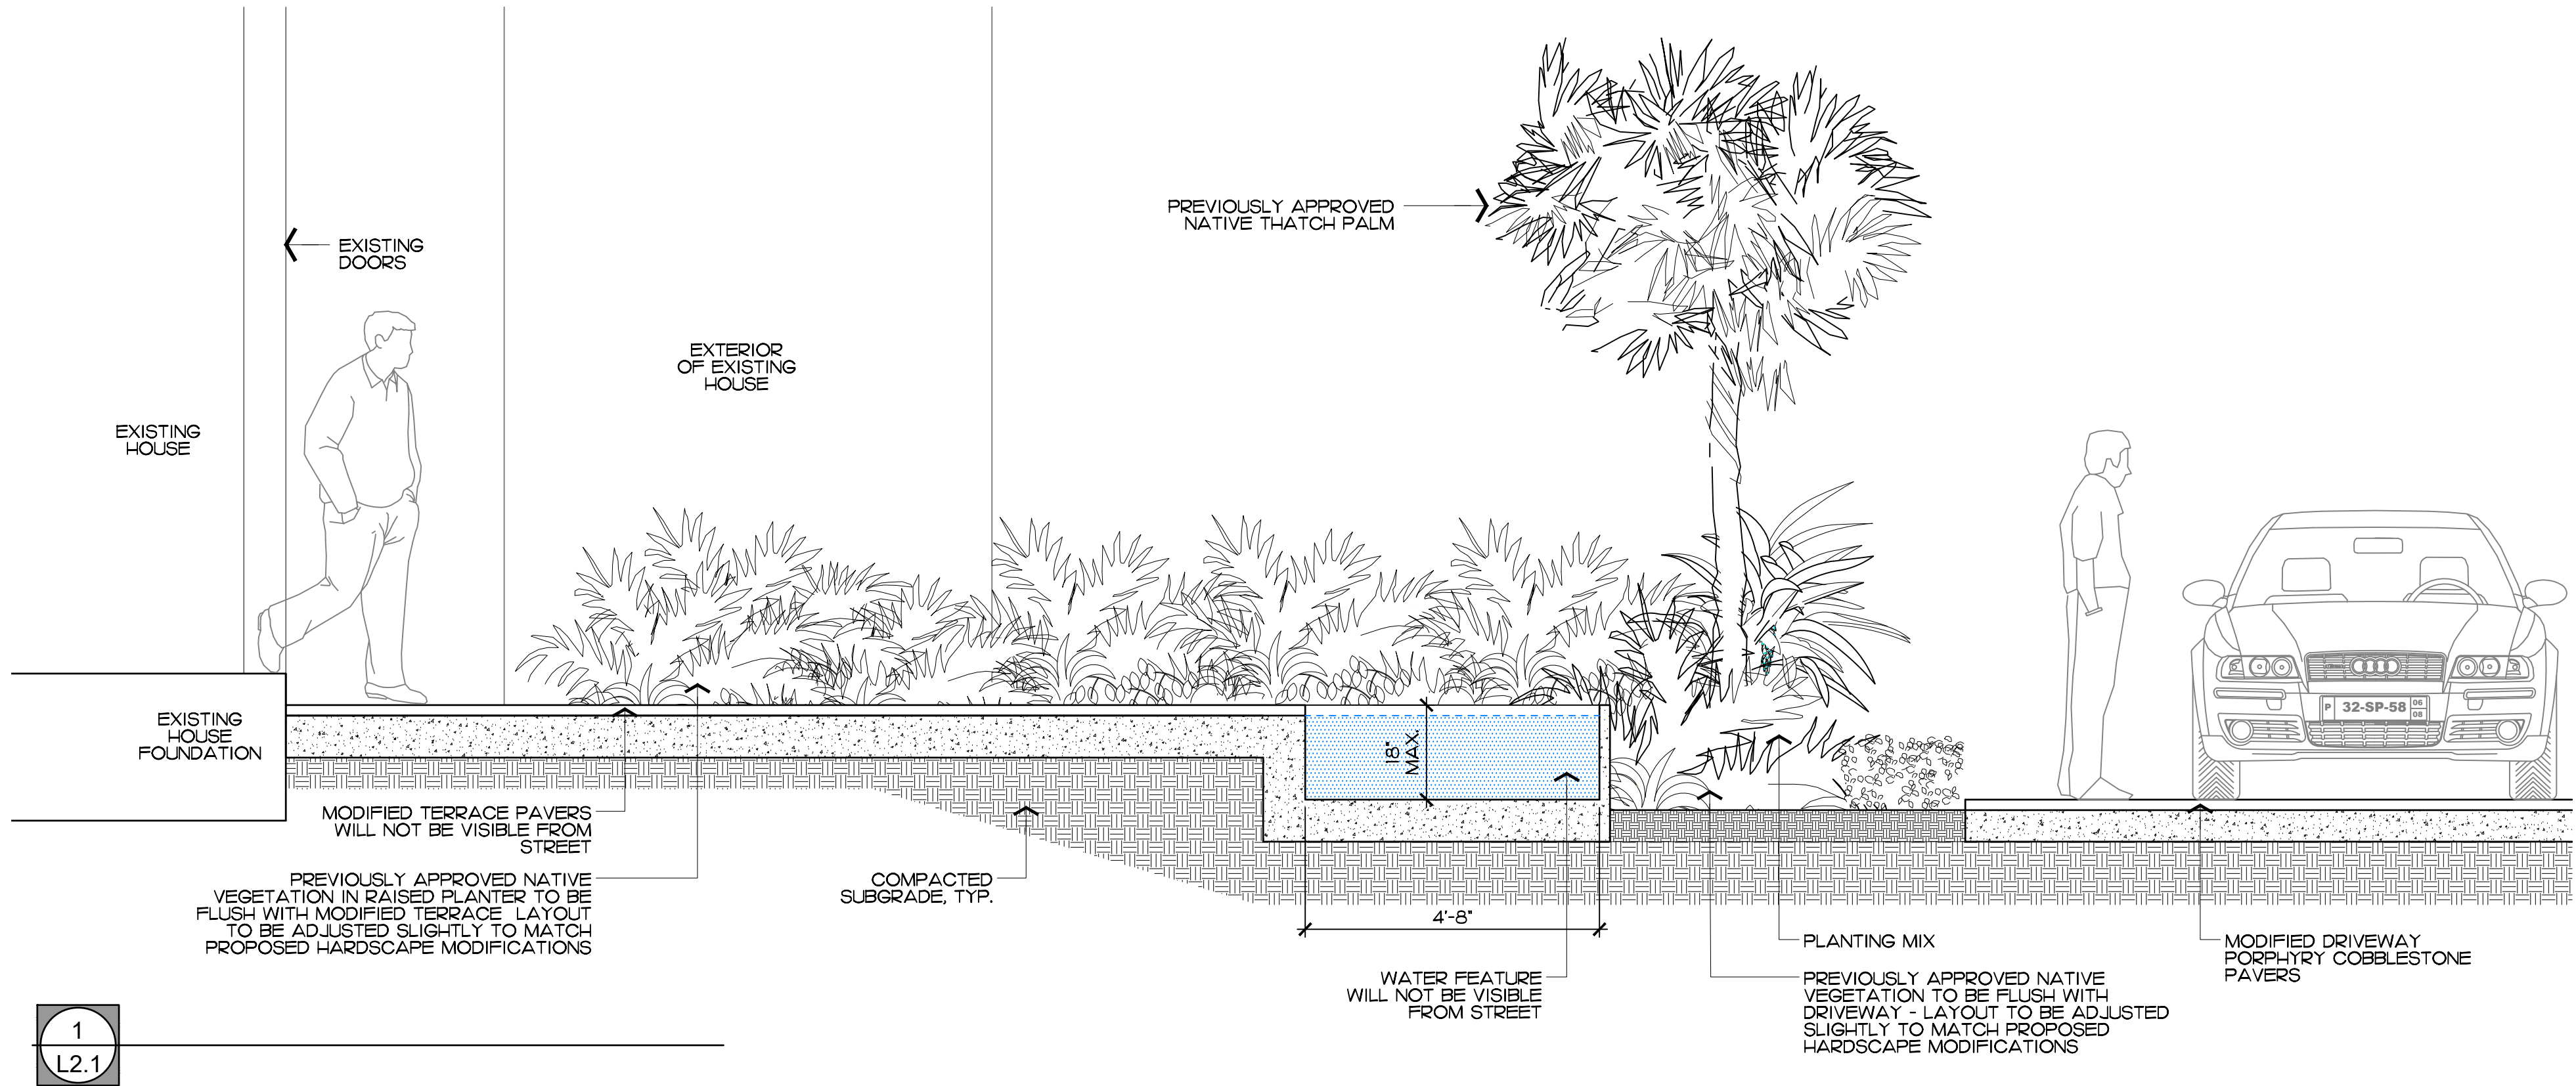 PREVIOUSLY APPROVED
NATIVE THATCH PALM
EXISTING
DOORS
EXTERIOR
OF EXISTING
HOUSE
EXISTING
HOUSE
EXISTING
HOUSE
FOUNDATION
18"
MAX.
P 32-SP-58 06
08
MODIFIED TERRACE PAVERS
WILL NOT BE VISIBLE FROM
STREET
PREVIOUSLY APPROVED NATIVE
VEGETATION IN RAISED PLANTER TO BE
FLUSH WITH MODIFIED TERRACE LAYOUT
TO BE ADJUSTED SLIGHTLY TO MATCH
PROPOSED HARDSCAPE MODIFICATIONS
COMPACTED
SUBGRADE, TYP.
4'-8"
WATER FEATURE
WILL NOT BE VISIBLE
FROM STREET
PLANTING MIX
PREVIOUSLY APPROVED NATIVE
VEGETATION TO BE FLUSH WITH
DRIVEWAY - LAYOUT TO BE ADJUSTED
SLIGHTLY TO MATCH PROPOSED
HARDSCAPE MODIFICATIONS
MODIFIED DRIVEWAY
PORPHYRY COBBLESTONE
PAVERS
1
L2.1